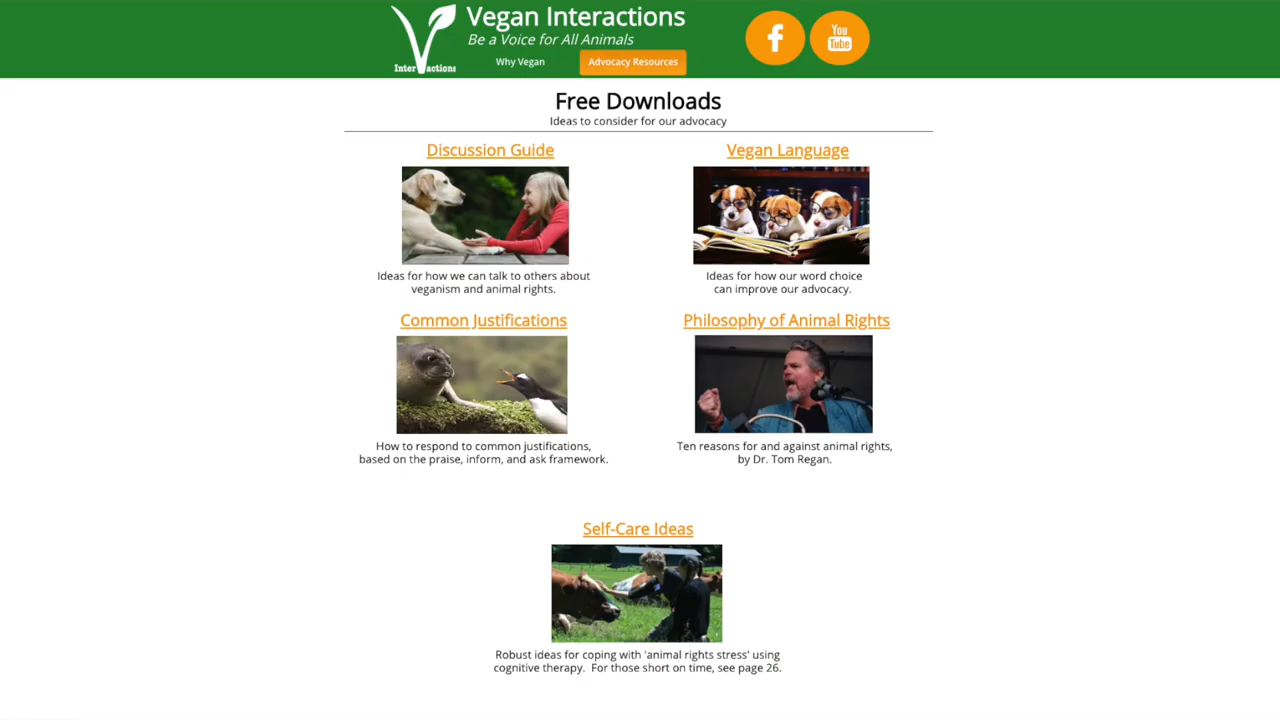 Vegan Interactions
Be a Voice for All Animals
Inter actions
Why Vegan
Advocacy Resources
f
You
Tube
Free Downloads
Ideas to consider for our advocacy
Discussion Guide
Vegan Language
Ideas for how we can talk to others about
veganism and animal rights.
Ideas for how our word choice
can improve our advocacy.
Common Justifications
Philosophy of Animal Rights
How to respond to common justifications,
based on the praise, inform, and ask framework.
Ten reasons for and against animal rights,
by Dr. Tom Regan.
Self-Care Ideas
Robust ideas for coping with 'animal rights stress' using
cognitive therapy.  For those short on time, see page 26.